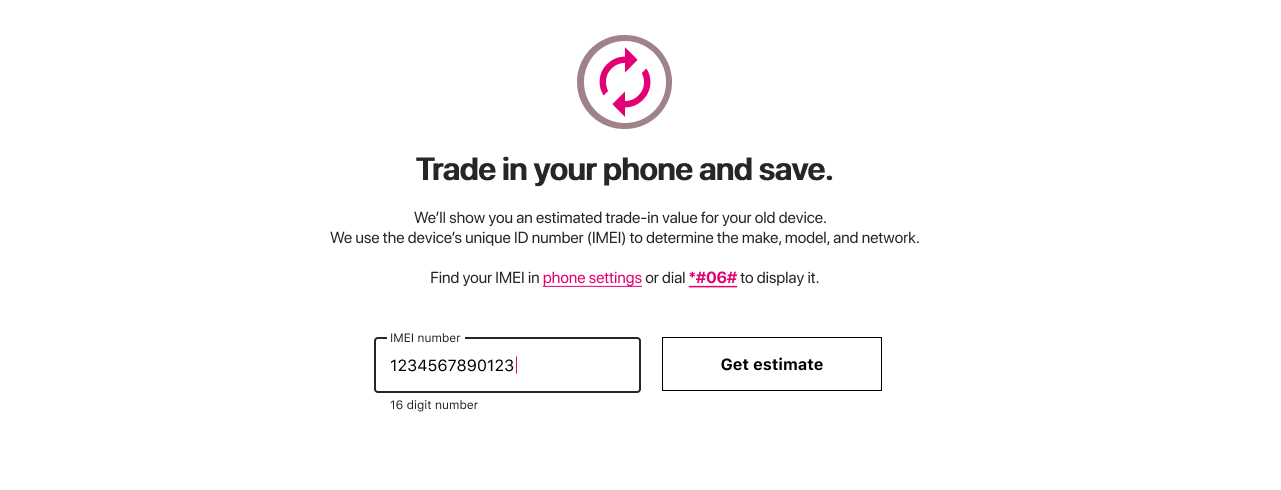 Trade in your phone and save.
We’ll show you an estimated trade-in value for your old device.
We use the device’s unique ID number (IMEI) to determine the make, model, and network.
Find your IMEI in phone settings or dial *#06# to display it.
IMEI number
1234567890123
Get estimate
16 digit number